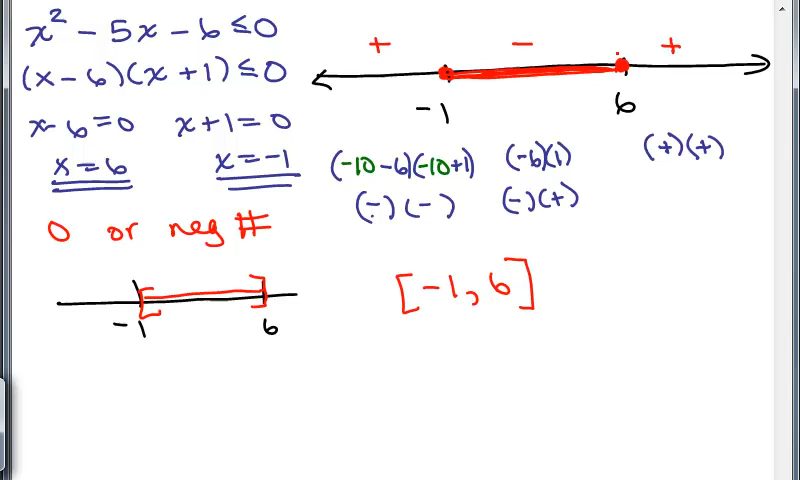 x² - 5x - 6 ≤ 0
(x - 6)(x + 1) ≤ 0
x - 6 = 0 x + 1 = 0
x = 6 x = -1
0 or neg #
-1 6
+ - +
-1 6
(-10 - 6)(-10 + 1) (-6)(1) (+)(+)
(-)(-) (-)(+)
[-1, 6]